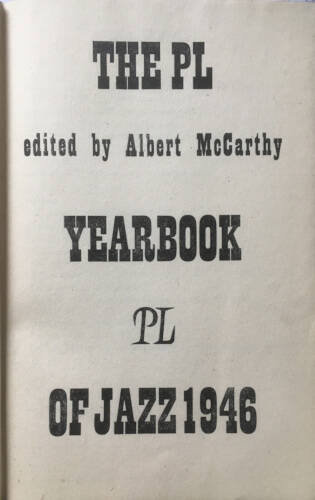 THE PL
edited by Albert McCarthy
YEARBOOK
PL
OF JAZZ 1946